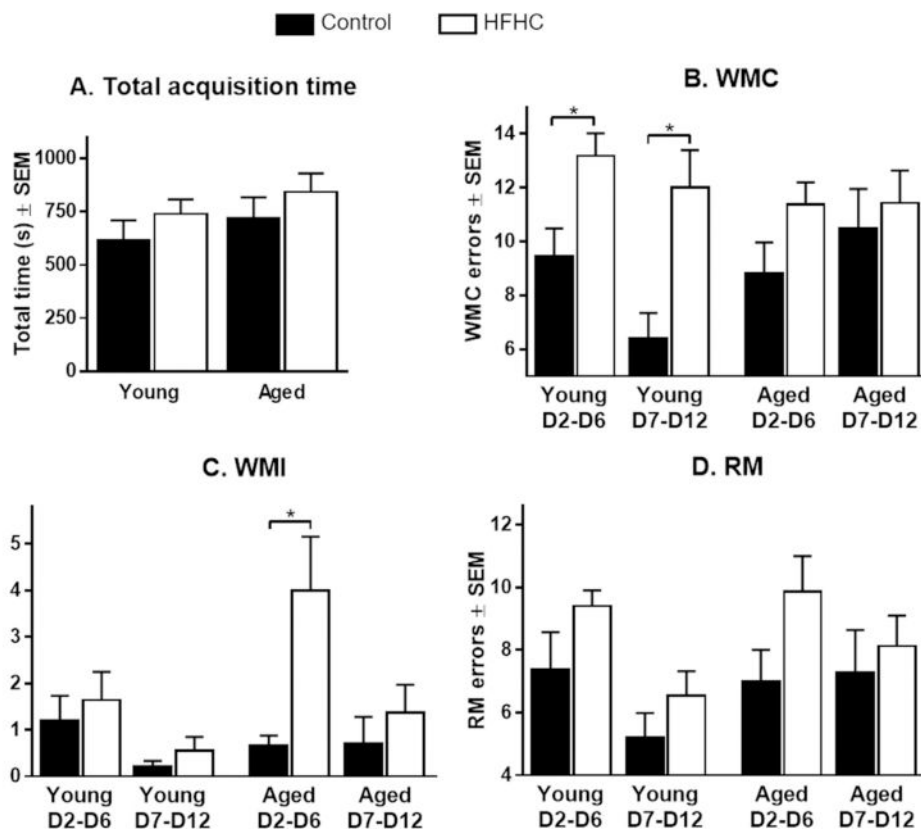 Control HFHC
A. Total acquisition time
Total time (s) ± SEM
1000
750
500
250
0
Young Aged
B. WMC
WMC errors ± SEM
14
12
10
8
6
* *
Young Young Aged Aged
D2-D6 D7-D12 D2-D6 D7-D12
C. WMI
5
4
3
2
1
0
*
Young Young Aged Aged
D2-D6 D7-D12 D2-D6 D7-D12
D. RM
RM errors ± SEM
12
10
8
6
4
Young Young Aged Aged
D2-D6 D7-D12 D2-D6 D7-D12